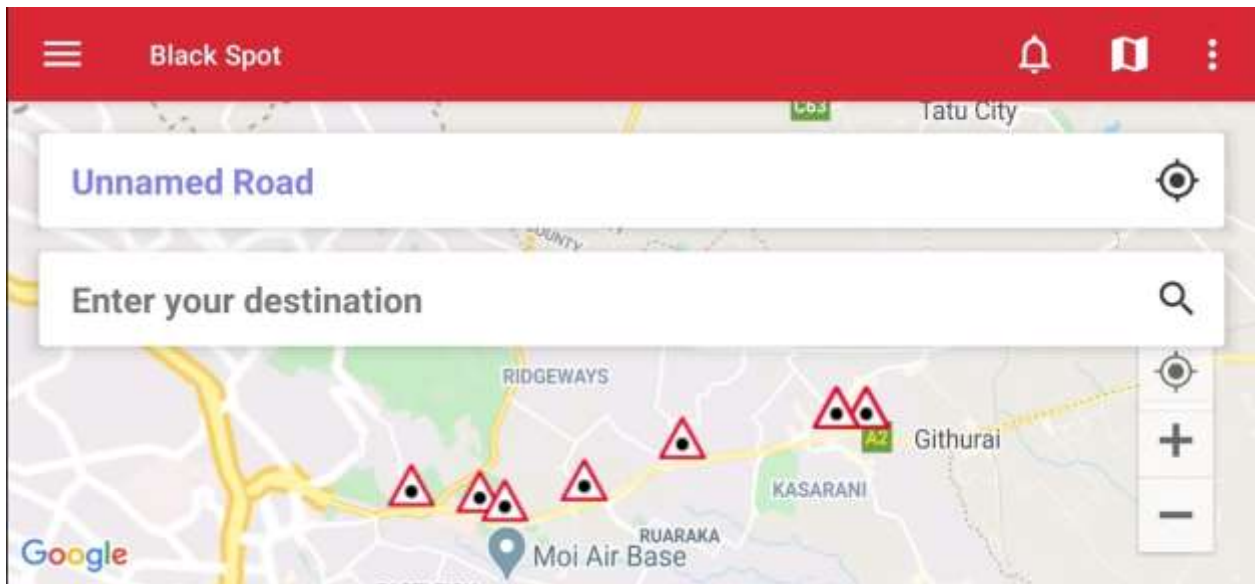 Black Spot
C63
Tatu City
Unnamed Road
COUNTY
Enter your destination
RIDGEWAYS
A2
Githurai
KASARANI
RUARAKA
Moi Air Base
Google